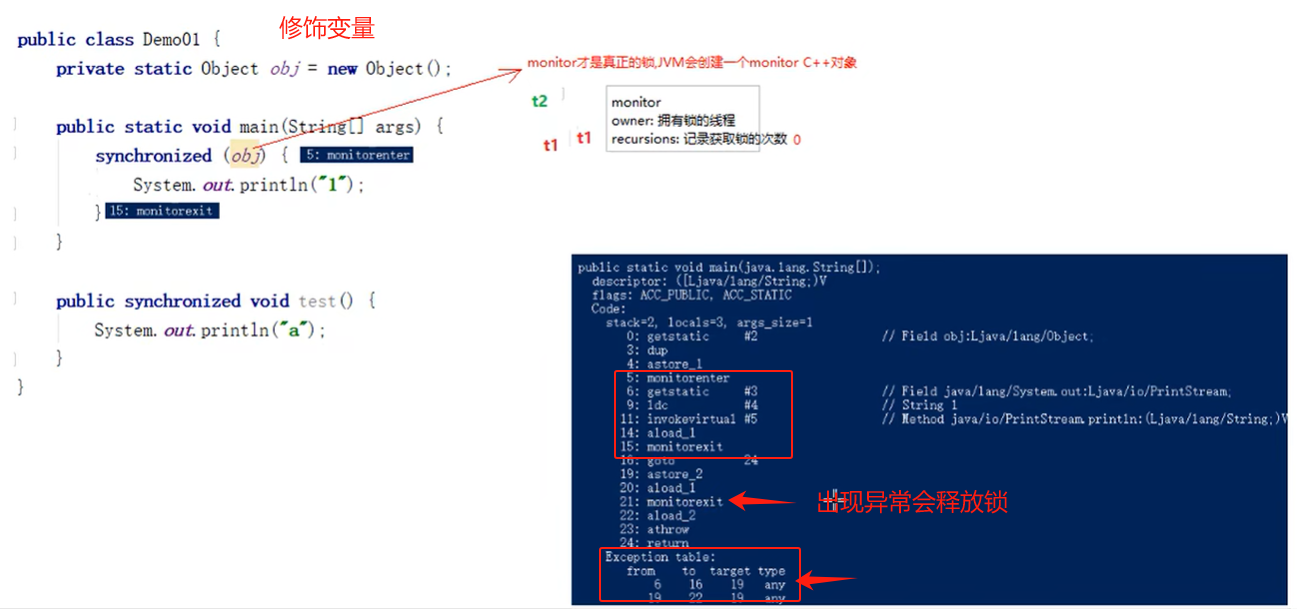 修饰变量
public class Demo01 {
private static Object obj = new Object();
public static void main(String[] args) {
synchronized (obj) { 5: monitorenter
System.out.println("1");
} 15: monitorexit
}
public synchronized void test() {
System.out.println("a");
}
}
monitor才是真正的锁,JVM会创建一个monitor C++对象
t2
t1
t1
monitor
owner: 拥有锁的线程
recursions: 记录获取锁的次数 0
public static void main(java.lang.String[]);
descriptor: ([Ljava/lang/String;)V
flags: ACC_PUBLIC, ACC_STATIC
Code:
stack=2, locals=3, args_size=1
0: getstatic #2 // Field obj:Ljava/lang/Object;
3: dup
4: astore_1
5: monitorenter
6: getstatic #3 // Field java/lang/System.out:Ljava/io/PrintStream;
9: ldc #4 // String 1
11: invokevirtual #5 // Method java/io/PrintStream.println:(Ljava/lang/String;)V
14: aload_1
15: monitorexit
16: goto 24
19: astore_2
20: aload_1
21: monitorexit
22: aload_2
23: athrow
24: return
出现异常会释放锁
Exception table:
from to target type
6 16 19 any
19 22 19 any